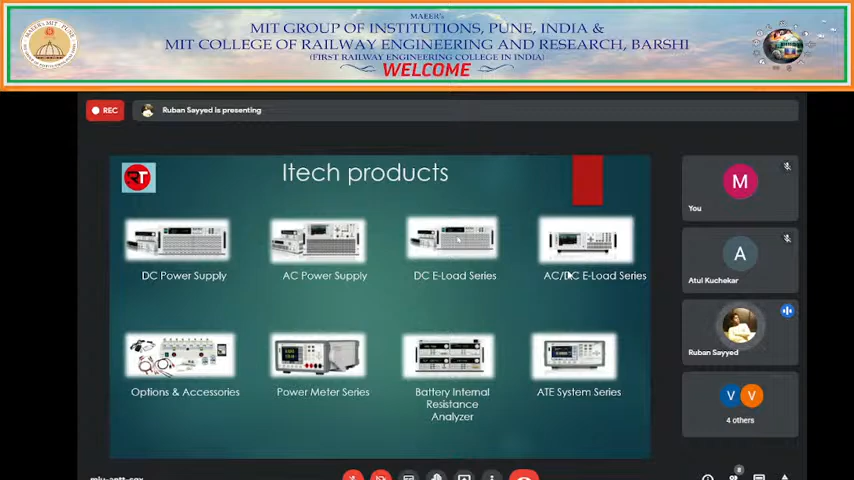 MAEER's
MIT GROUP OF INSTITUTIONS, PUNE, INDIA &
MIT COLLEGE OF RAILWAY ENGINEERING AND RESEARCH, BARSHI
(FIRST RAILWAY ENGINEERING COLLEGE IN INDIA)
WELCOME
REC
Ruban Sayyed is presenting
RT
Itech products
DC Power Supply
AC Power Supply
DC E-Load Series
AC/DC E-Load Series
Options & Accessories
Power Meter Series
Battery Internal
Resistance
Analyzer
ATE System Series
M
You
A
Atul Kuchekar
Ruban Sayyed
V V
4 others
8